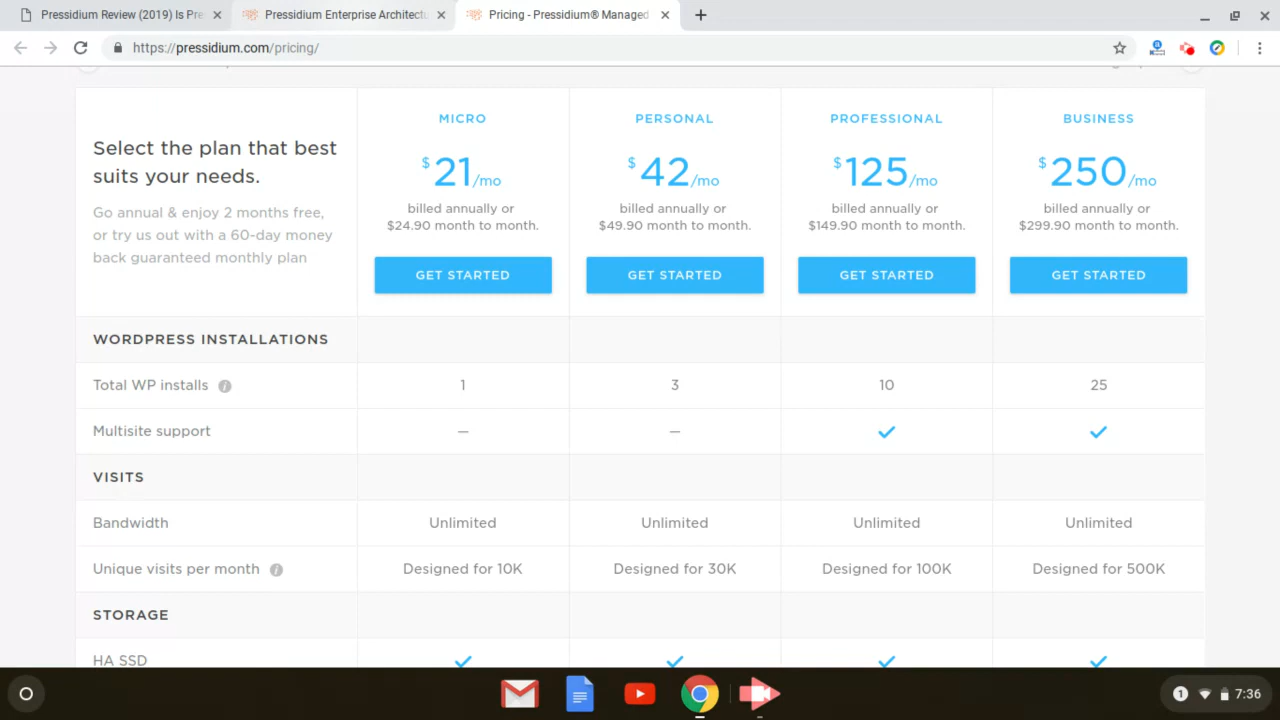 Pressidium Review (2019) Is Pre
Pressidium Enterprise Architectu
Pricing - Pressidium® Managed
https://pressidium.com/pricing/
Select the plan that best
suits your needs.
Go annual & enjoy 2 months free,
or try us out with a 60-day money
back guaranteed monthly plan
MICRO
$21/mo
billed annually or
$24.90 month to month.
GET STARTED
PERSONAL
$42/mo
billed annually or
$49.90 month to month.
GET STARTED
PROFESSIONAL
$125/mo
billed annually or
$149.90 month to month.
GET STARTED
BUSINESS
$250/mo
billed annually or
$299.90 month to month.
GET STARTED
WORDPRESS INSTALLATIONS
Total WP installs 1 3 10 25
Multisite support — —
VISITS
Bandwidth Unlimited Unlimited Unlimited Unlimited
Unique visits per month Designed for 10K Designed for 30K Designed for 100K Designed for 500K
STORAGE
HA SSD
1 7:36